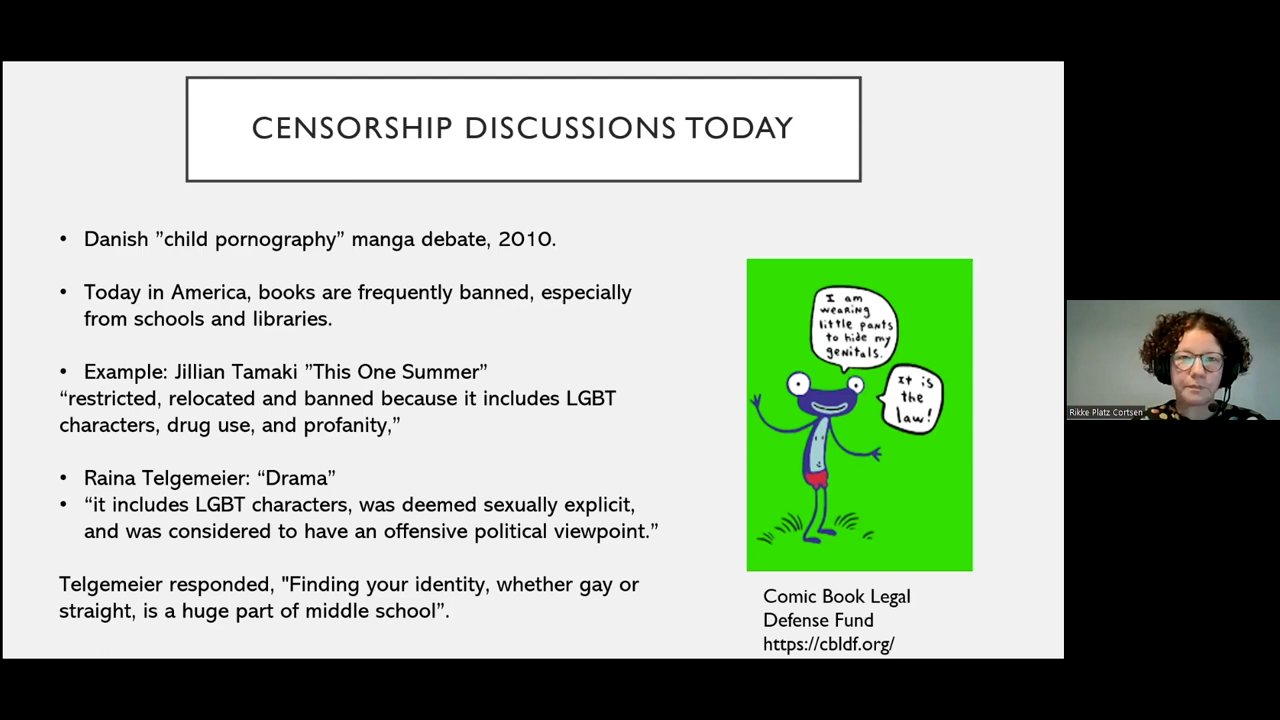 CENSORSHIP DISCUSSIONS TODAY
• Danish ”child pornography” manga debate, 2010.
• Today in America, books are frequently banned, especially
from schools and libraries.
• Example: Jillian Tamaki ”This One Summer”
“restricted, relocated and banned because it includes LGBT
characters, drug use, and profanity,”
• Raina Telgemeier: “Drama”
• “it includes LGBT characters, was deemed sexually explicit,
and was considered to have an offensive political viewpoint.”
Telgemeier responded, "Finding your identity, whether gay or
straight, is a huge part of middle school”.
I am
weaRiNg
little pants
to hide my
geNitals.
It is
the
law!
Comic Book Legal
Defense Fund
https://cbldf.org/
Rikke Platz Cortsen